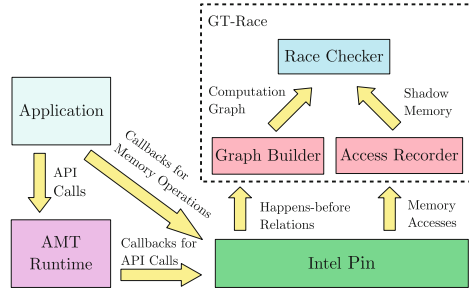 GT-Race
Race Checker
Computation
Graph
Shadow
Memory
Application
Graph Builder
Access Recorder
Callbacks for
Memory Operations
API
Calls
Happens-before
Relations
Memory
Accesses
AMT
Runtime
Callbacks for
API Calls
Intel Pin